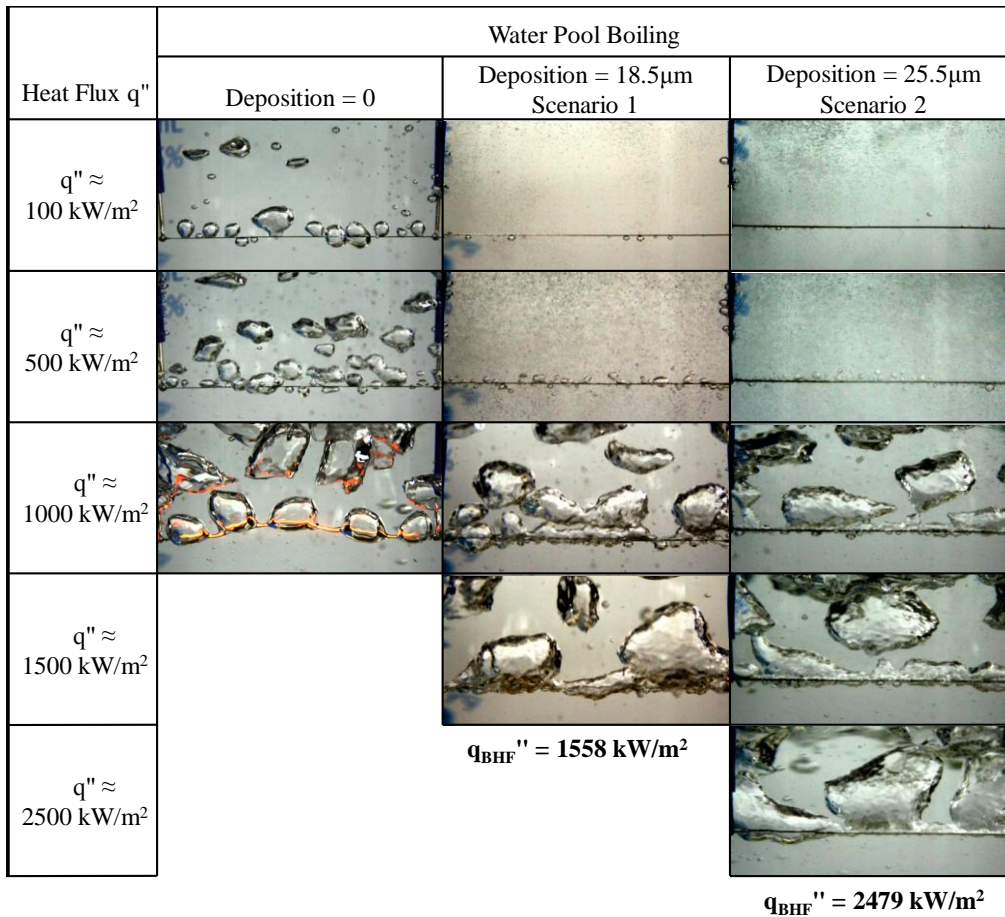 Water Pool Boiling
Heat Flux q"
Deposition = 0
Deposition = 18.5μm
Scenario 1
Deposition = 25.5μm
Scenario 2
q" ≈
100 kW/m²
q" ≈
500 kW/m²
q" ≈
1000 kW/m²
q" ≈
1500 kW/m²
q_BHF" = 1558 kW/m²
q" ≈
2500 kW/m²
q_BHF" = 2479 kW/m²